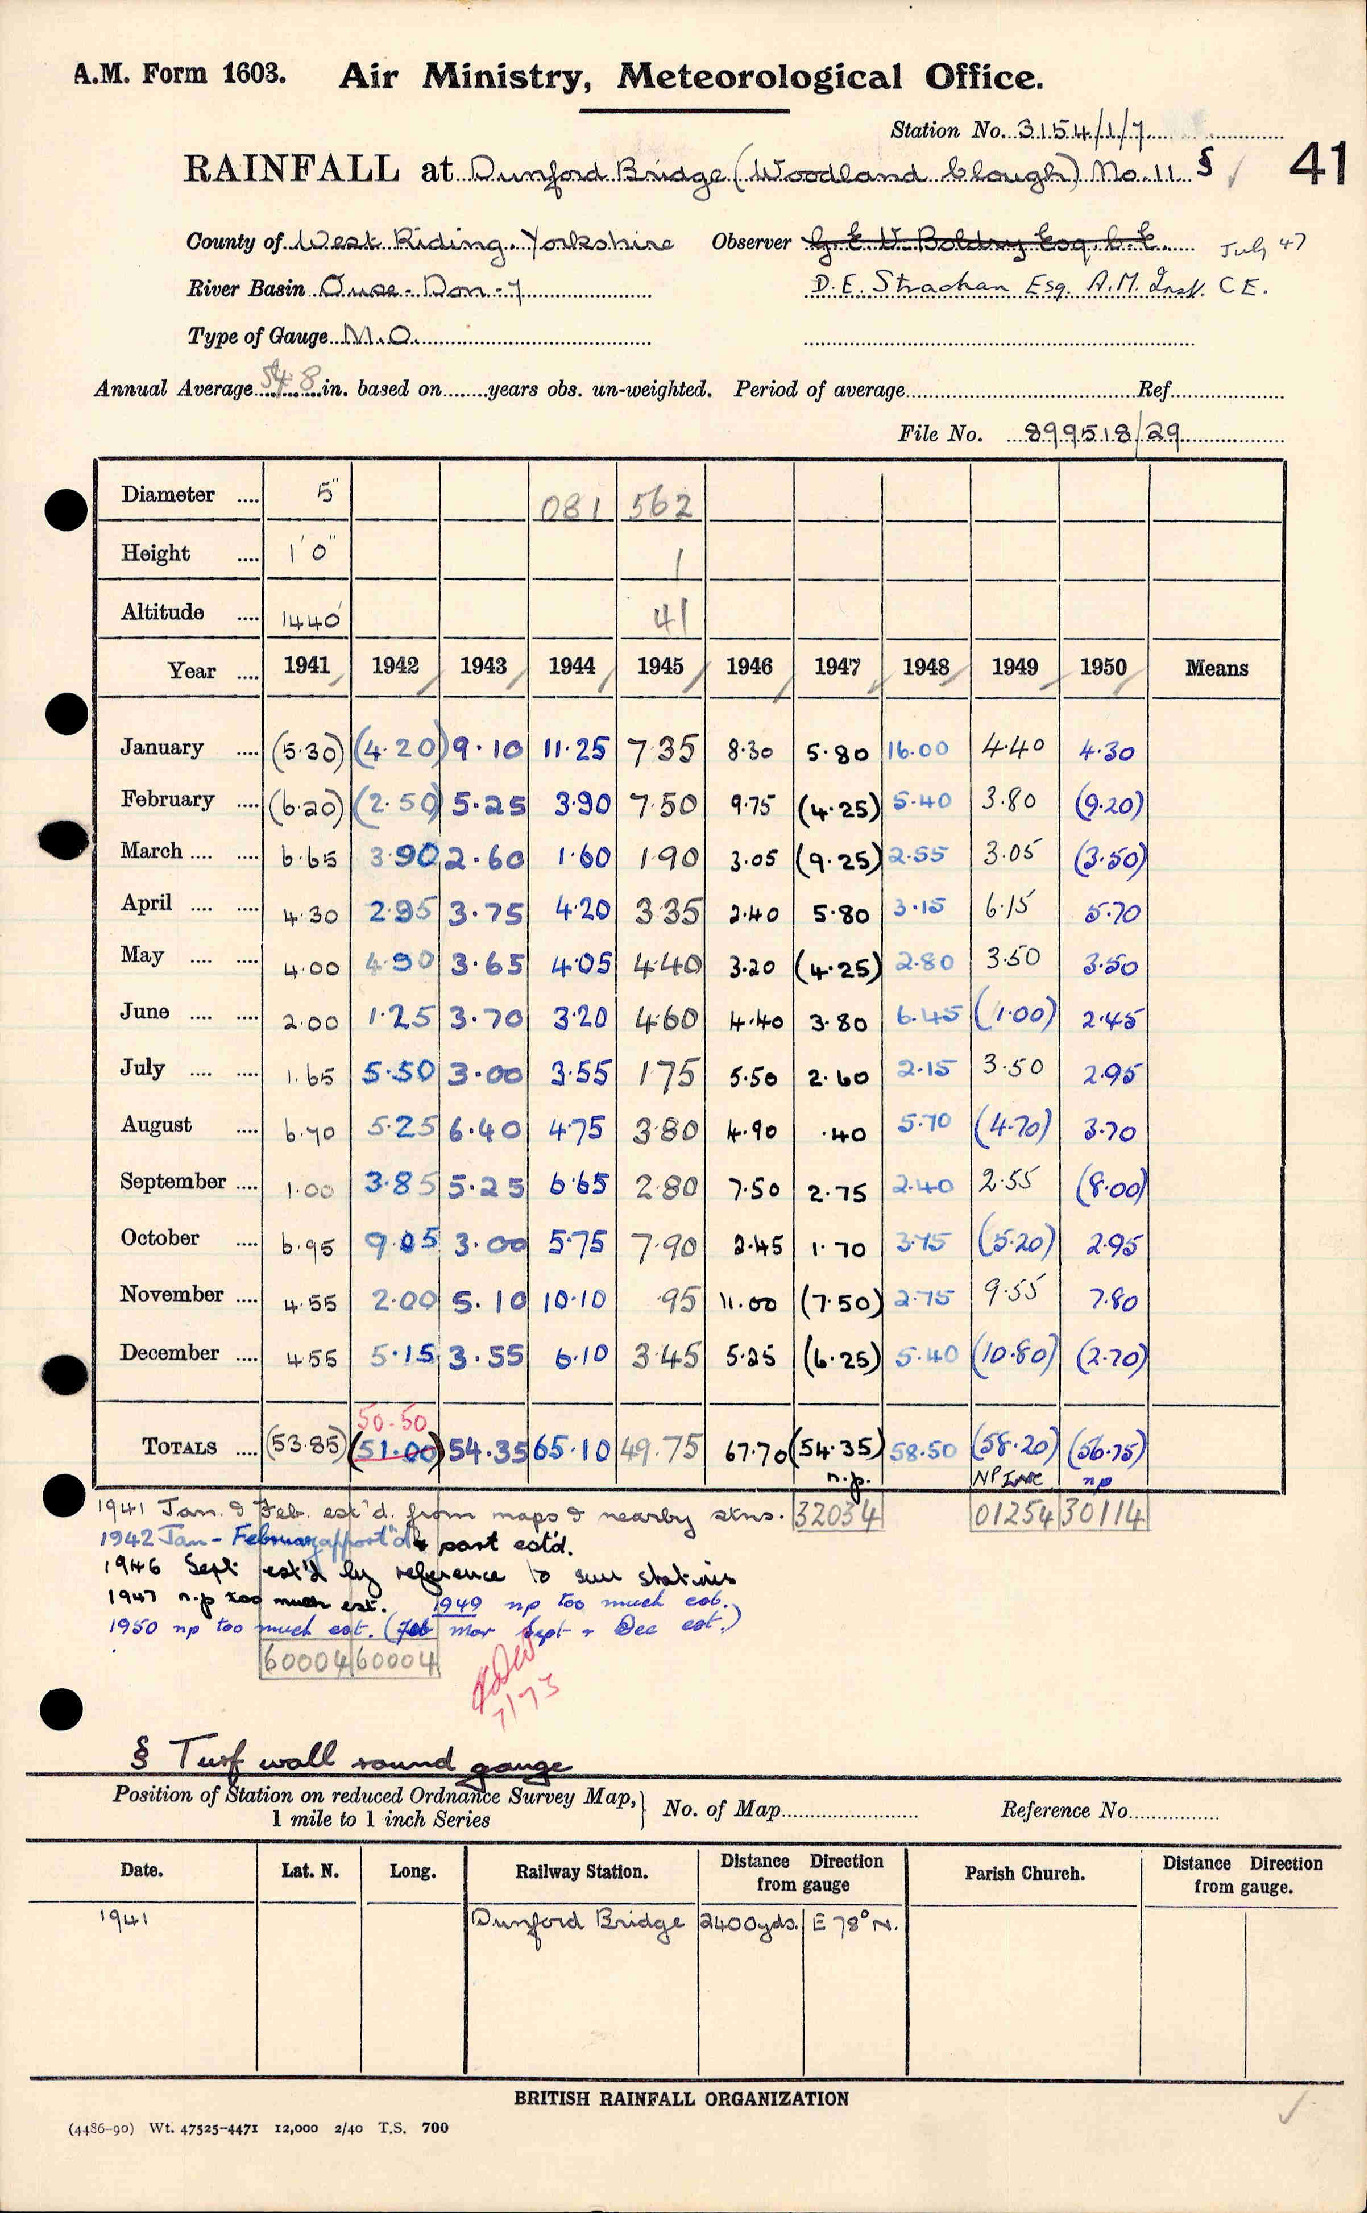 A.M. Form 1603. Air Ministry, Meteorological Office.
Station No. 3154/1/7
RAINFALL at Dunford Bridge (Woodland Clough) No. 11 § 41
County of West Riding, Yorkshire Observer G E V. Boldry Esq. C.E. July 47
River Basin Ouse - Don - 7 D. E. Strachan Esq. A.M. Inst. C E.
Type of Gauge M.O.
Annual Average 54.8 in. based on years obs. un-weighted. Period of average Ref
File No. 899518/29
Diameter .... 5" 081 562
Height .... 1'0" 1
Altitude .... 1440' 41
Year .... 1941 1942 1943 1944 1945 1946 1947 1948 1949 1950 Means
January .... (5.30) (4.20) 9.10 11.25 7.35 8.30 5.80 16.00 4.40 4.30
February .... (6.20) (2.50) 5.25 3.90 7.50 9.75 (4.25) 5.40 3.80 (9.20)
March .... .... 6.65 3.90 2.60 1.60 1.90 3.05 (9.25) 2.55 3.05 (3.50)
April .... .... 4.30 2.95 3.75 4.20 3.35 2.40 5.80 3.15 6.15 5.70
May .... .... 4.00 4.90 3.65 4.05 4.40 3.20 (4.25) 2.80 3.50 3.50
June .... .... 2.00 1.25 3.70 3.20 4.60 4.40 3.80 6.45 (1.00) 2.45
July .... .... 1.65 5.50 3.00 3.55 1.75 5.50 2.60 2.15 3.50 2.95
August .... 6.70 5.25 6.40 4.75 3.80 4.90 .40 5.70 (4.70) 3.70
September .... 1.00 3.85 5.25 6.65 2.80 7.50 2.75 2.40 2.55 (8.00)
October .... 6.95 9.05 3.00 5.75 7.90 2.45 1.70 3.75 (5.20) 2.95
November .... 4.55 2.00 5.10 10.10 .95 11.00 (7.50) 2.75 9.55 7.80
December .... 4.55 5.15 3.55 6.10 3.45 5.25 (6.25) 5.40 (10.80) (2.70)
50.50
TOTALS .... (53.85) (51.00) 54.35 65.10 49.75 67.70 (54.35) 58.50 (58.20) (56.75)
n.p. NP np
1941 Jan. & Feb. est'd. from maps & nearby stns. 32034 01254 30114
1942 Jan - February apport'd & part est'd.
1946 Sept est'd by reference to stations
1947 n.p too much est. 1949 np too much est.
1950 np too much est. (Feb Mar Sept + Dec est.)
60004 60004
7/73
§ Turf wall round gauge
Position of Station on reduced Ordnance Survey Map, 1 mile to 1 inch Series } No. of Map Reference No.
Date. Lat. N. Long. Railway Station. Distance Direction from gauge Parish Church. Distance Direction from gauge.
1941 Dunford Bridge 2400yds. E 78° N.
BRITISH RAINFALL ORGANIZATION
(4486-90) Wt. 47525-4471 12,000 2/40 T.S. 700